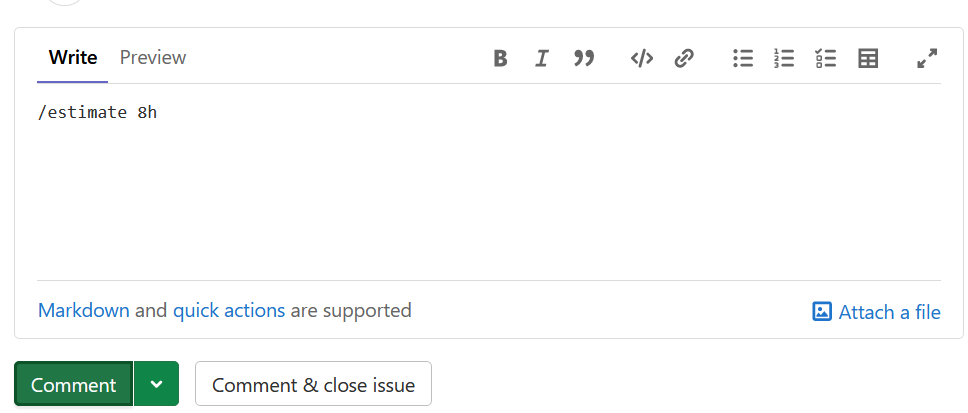 Write Preview
/estimate 8h
Markdown and quick actions are supported
Attach a file
Comment Comment & close issue